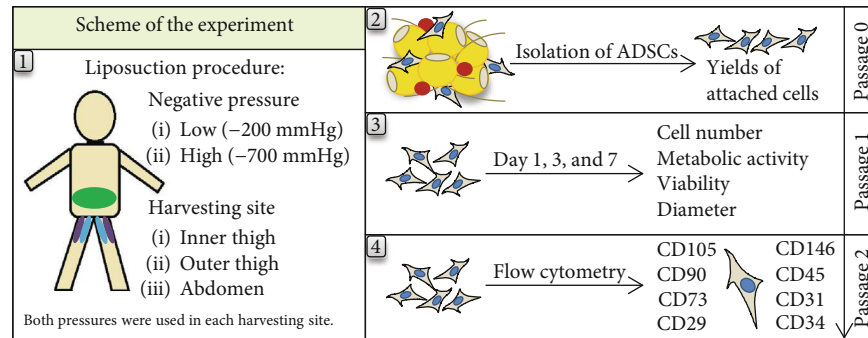 Scheme of the experiment
1
Liposuction procedure:
Negative pressure
(i) Low (−200 mmHg)
(ii) High (−700 mmHg)
Harvesting site
(i) Inner thigh
(ii) Outer thigh
(iii) Abdomen
Both pressures were used in each harvesting site.
2
Isolation of ADSCs
Yields of
attached cells
Passage 0
3
Day 1, 3, and 7
Cell number
Metabolic activity
Viability
Diameter
Passage 1
4
Flow cytometry
CD105
CD90
CD73
CD29
CD146
CD45
CD31
CD34
Passage 2